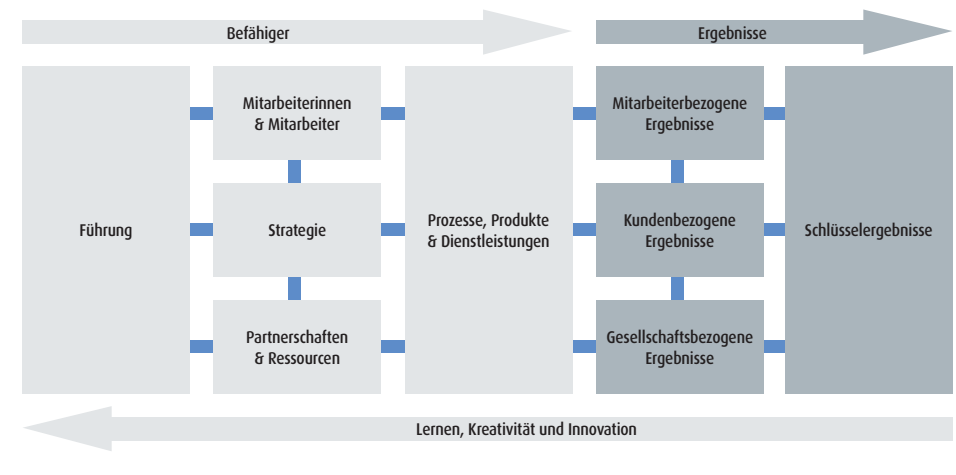 Befähiger
Ergebnisse
Führung
Mitarbeiterinnen
& Mitarbeiter
Strategie
Partnerschaften
& Ressourcen
Prozesse, Produkte
& Dienstleistungen
Mitarbeiterbezogene
Ergebnisse
Kundenbezogene
Ergebnisse
Gesellschaftsbezogene
Ergebnisse
Schlüsselergebnisse
Lernen, Kreativität und Innovation